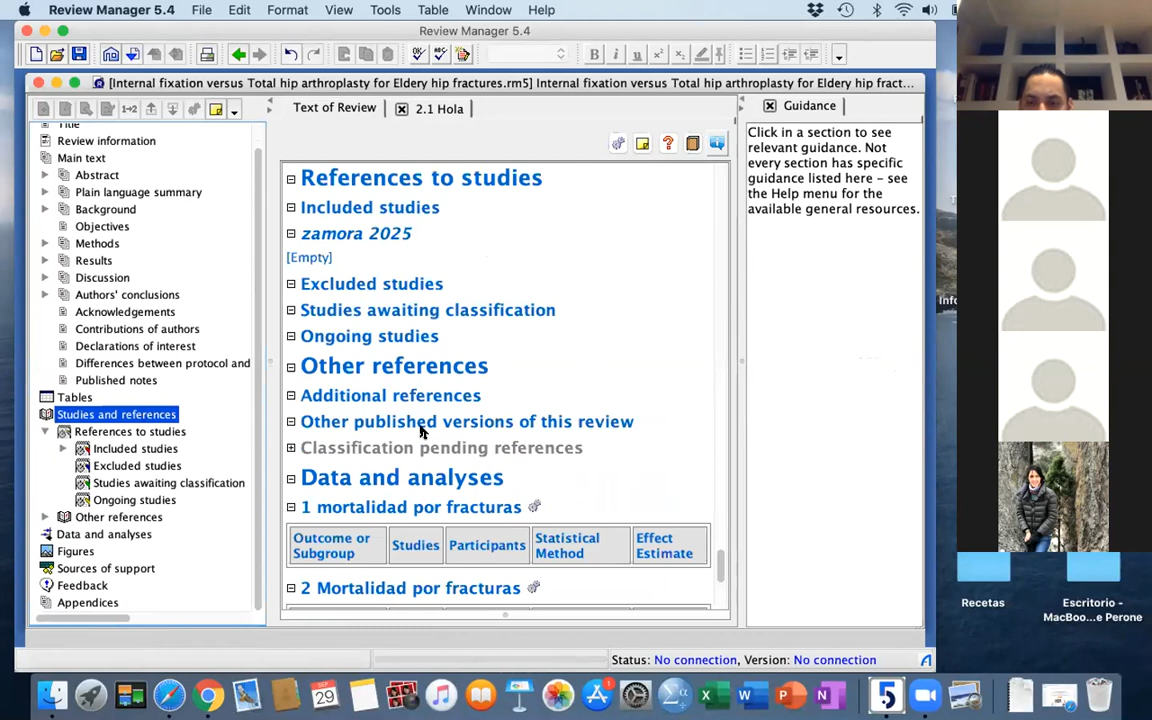 Review Manager 5.4 File Edit Format View Tools Table Window Help
Review Manager 5.4
[Internal fixation versus Total hip arthroplasty for Eldery hip fractures.rm5] Internal fixation versus Total hip arthroplasty for Eldery hip fract...
Text of Review
2.1 Hola
Guidance
Title
Review information
Main text
Abstract
Plain language summary
Background
Objectives
Methods
Results
Discussion
Authors' conclusions
Acknowledgements
Contributions of authors
Declarations of interest
Differences between protocol and
Published notes
Tables
Studies and references
References to studies
Included studies
Excluded studies
Studies awaiting classification
Ongoing studies
Other references
Data and analyses
Figures
Sources of support
Feedback
Appendices
References to studies
Included studies
zamora 2025
[Empty]
Excluded studies
Studies awaiting classification
Ongoing studies
Other references
Additional references
Other published versions of this review
Classification pending references
Data and analyses
1 mortalidad por fracturas
Outcome or Subgroup
Studies
Participants
Statistical Method
Effect Estimate
2 Mortalidad por fracturas
Click in a section to see
relevant guidance. Not
every section has specific
guidance listed here – see
the Help menu for the
available general resources.
Status: No connection, Version: No connection
Recetas
Escritorio -
MacBoo...e Perone
SEP
29